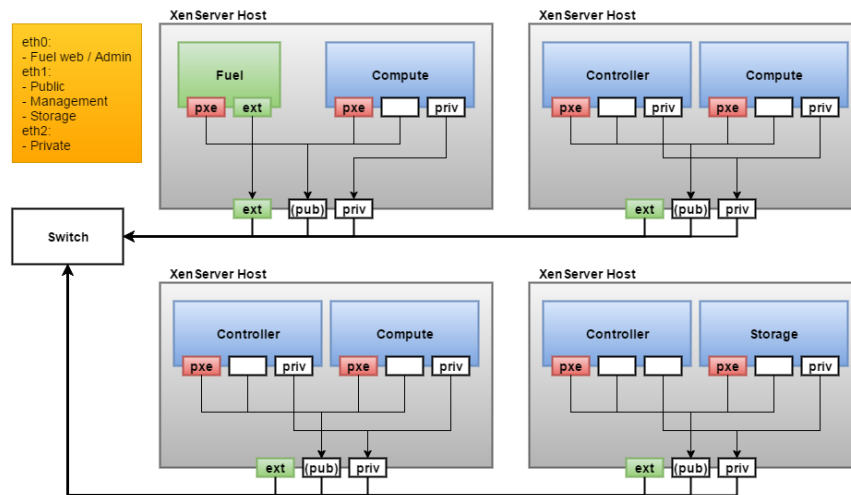 eth0:
- Fuel web / Admin
eth1:
- Public
- Management
- Storage
eth2:
- Private
XenServer Host
Fuel
Compute
pxe
ext
pxe
priv
ext
(pub)
priv
XenServer Host
Controller
Compute
pxe
priv
pxe
priv
ext
(pub)
priv
Switch
XenServer Host
Controller
Compute
pxe
priv
pxe
priv
ext
(pub)
priv
XenServer Host
Controller
Storage
pxe
pxe
priv
ext
(pub)
priv